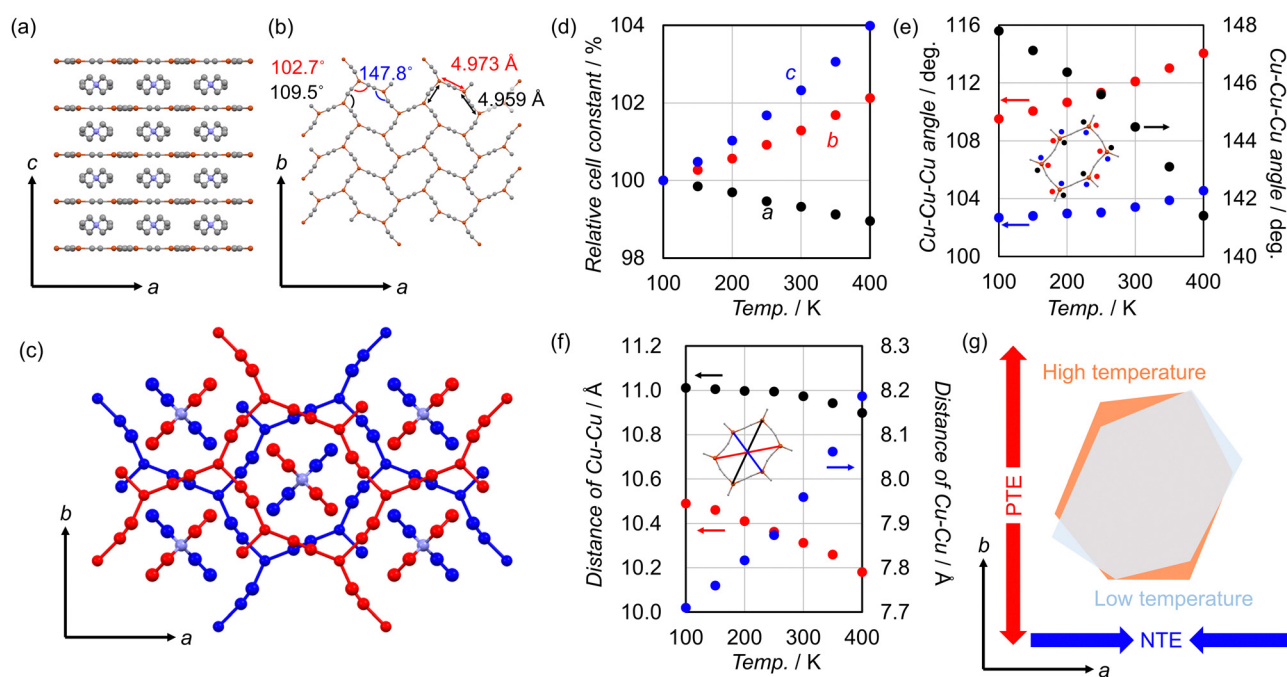 (a)
c
a
(b)
102.7°
109.5°
147.8°
4.973 Å
4.959 Å
b
a
(c)
b
a
(d)
Relative cell constant / %
104
102
100
98
c
b
a
100 200 300 400
Temp. / K
(e)
Cu-Cu-Cu angle / deg.
116
112
108
104
100
148
146
144
142
140
Cu-Cu-Cu angle / deg.
100 200 300 400
Temp. / K
(f)
Distance of Cu-Cu / Å
11.2
11.0
10.8
10.6
10.4
10.2
10.0
8.3
8.2
8.1
8.0
7.9
7.8
7.7
Distance of Cu-Cu / Å
100 200 300 400
Temp. / K
(g)
High temperature
PTE
b
Low temperature
NTE
a